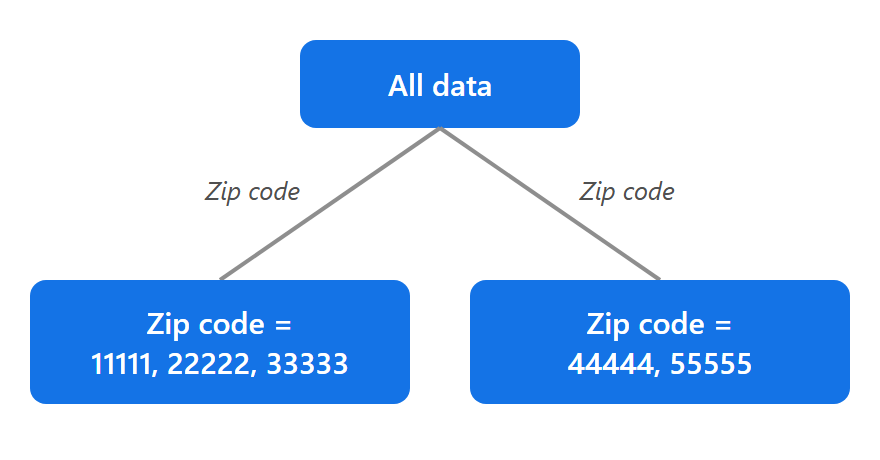 All data
Zip code
Zip code
Zip code =
11111, 22222, 33333
Zip code =
44444, 55555